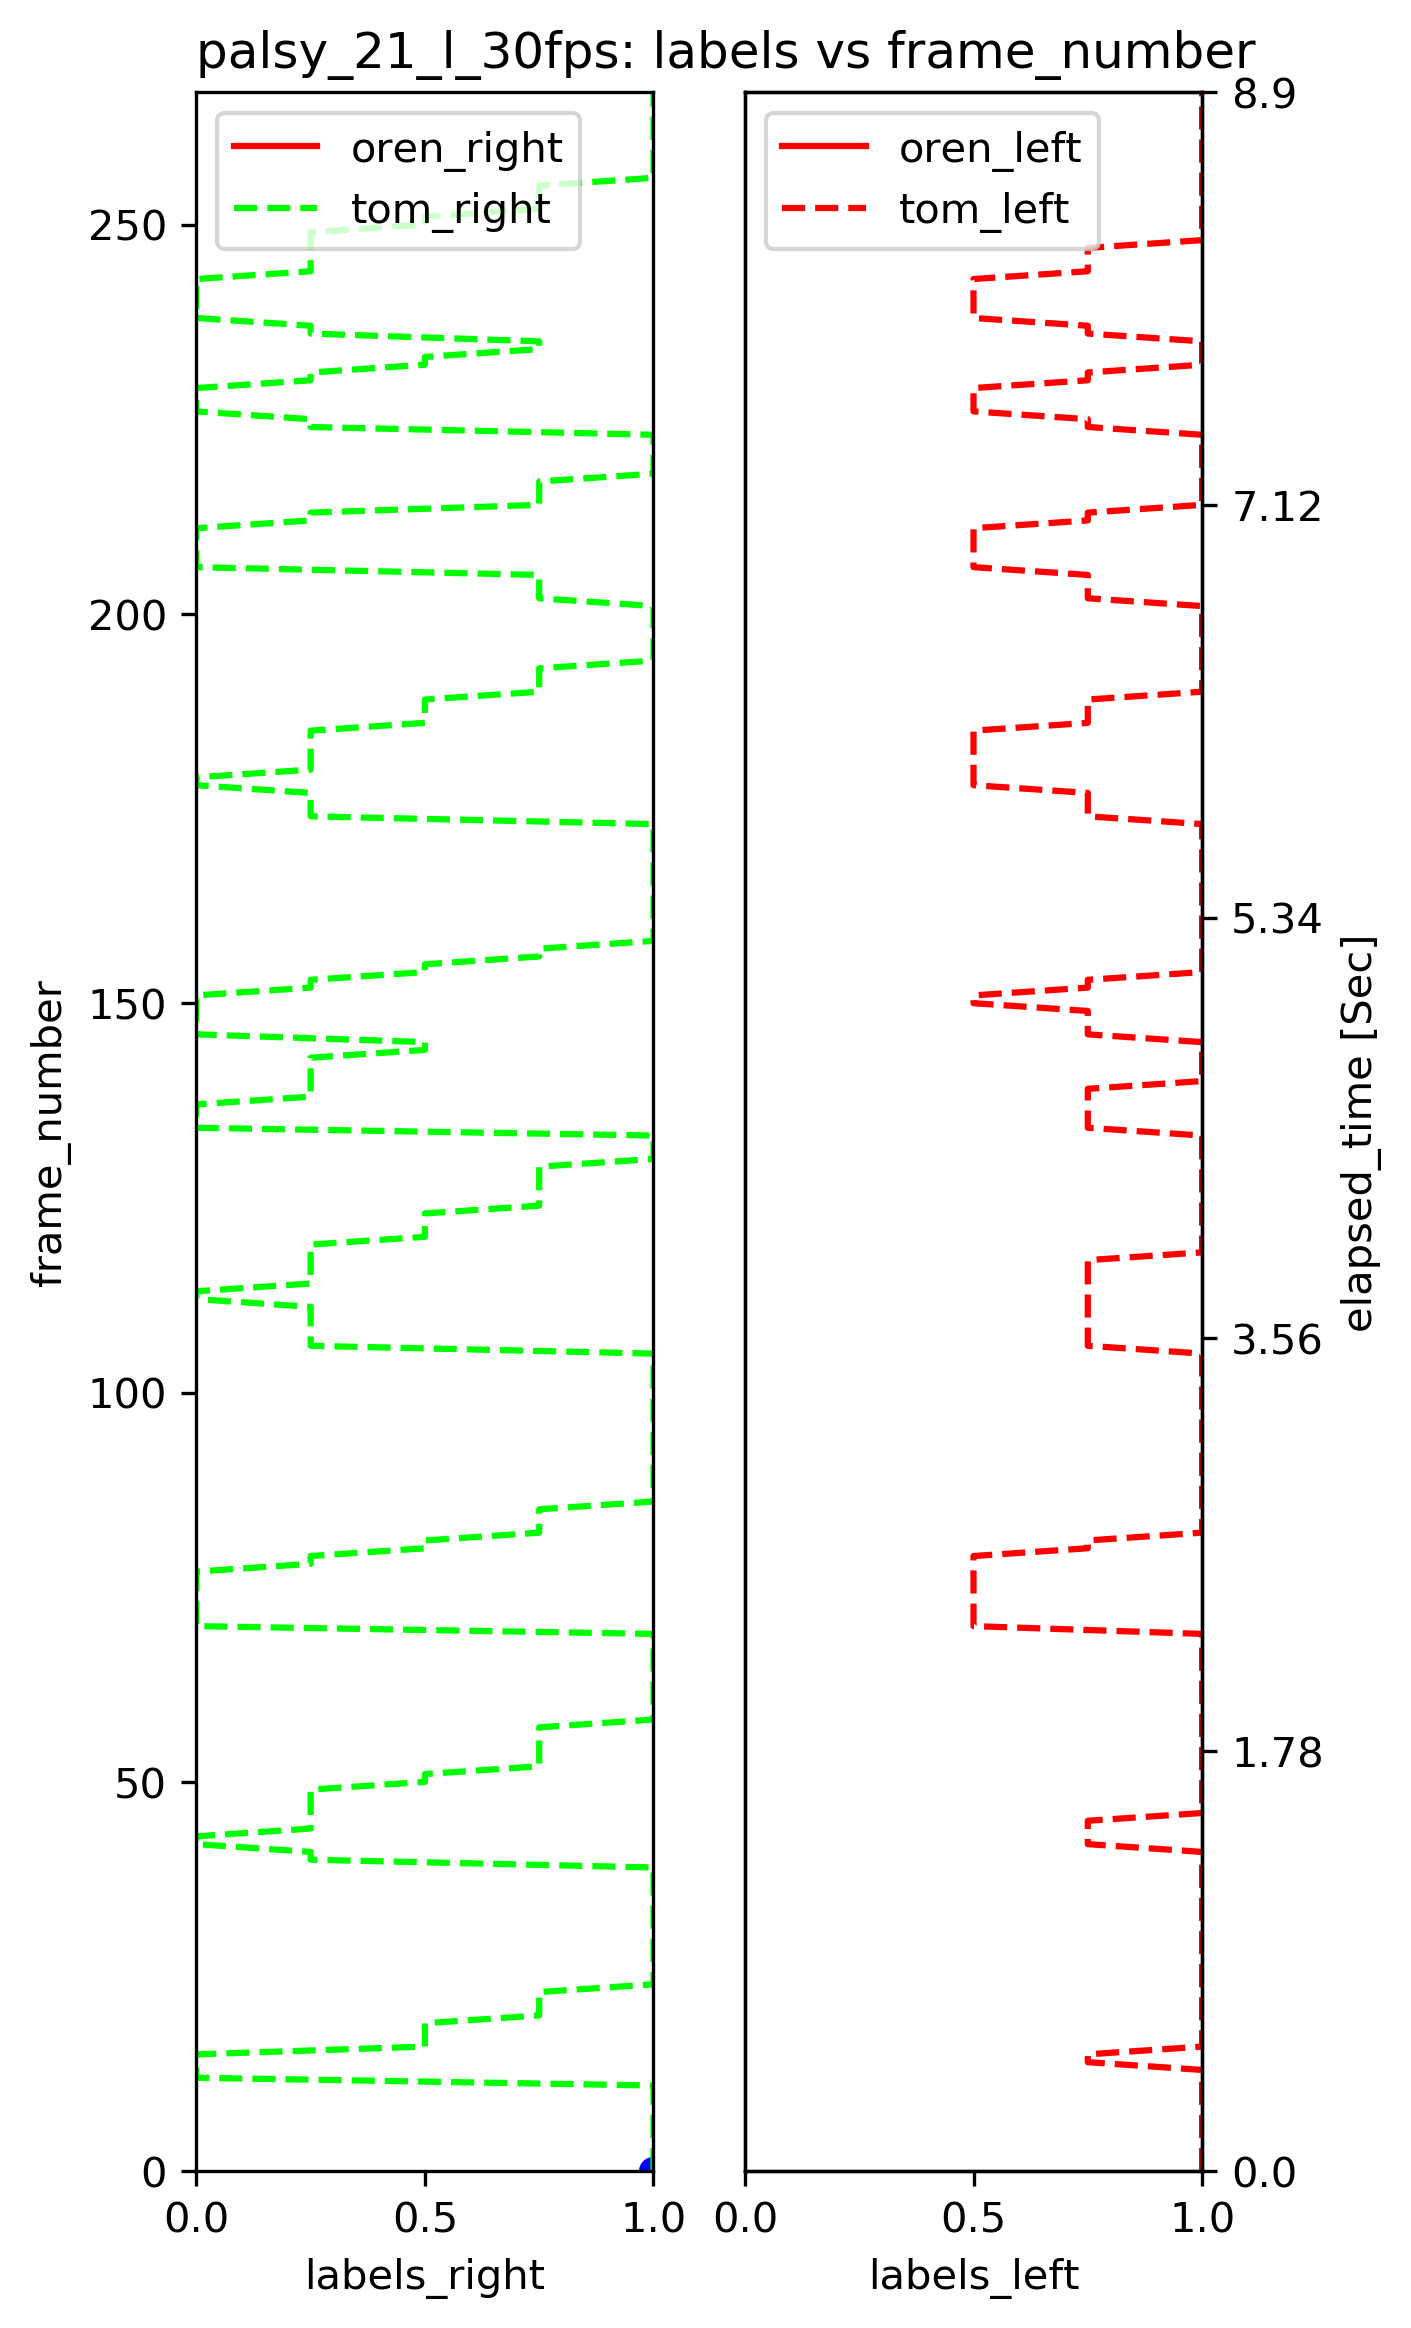 palsy_21_l_30fps: labels vs frame_number
oren_right
tom_right
oren_left
tom_left
250
200
150
100
50
0
frame_number
8.9
7.12
5.34
3.56
1.78
0.0
elapsed_time [Sec]
0.0 0.5 1.0
0.0 0.5 1.0
labels_right
labels_left